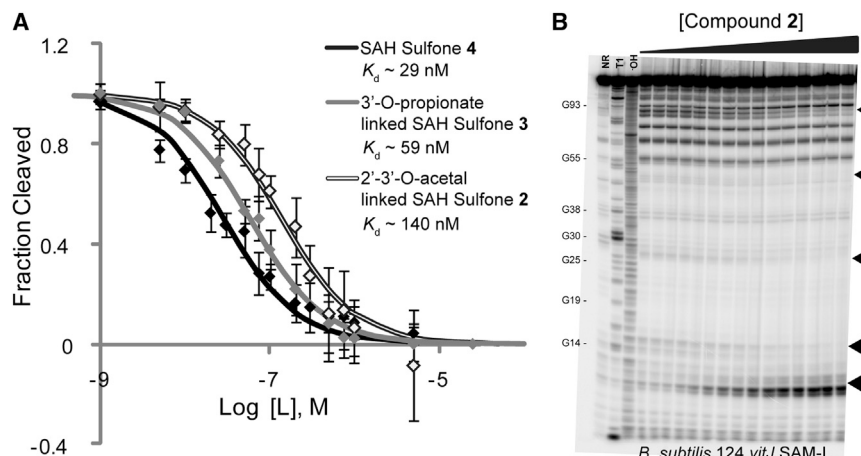 A
1.2
0.8
0.4
0
-0.4
-9
-7
-5
Fraction Cleaved
Log [L], M
SAH Sulfone 4
Kd ~ 29 nM
3'-O-propionate
linked SAH Sulfone 3
Kd ~ 59 nM
2'-3'-O-acetal
linked SAH Sulfone 2
Kd ~ 140 nM
B
[Compound 2]
NR
T1
OH
G93 -
G55 -
G38 -
G30 -
G25 -
G19 -
G14 -
B. subtilis 124 yitJ SAM-I